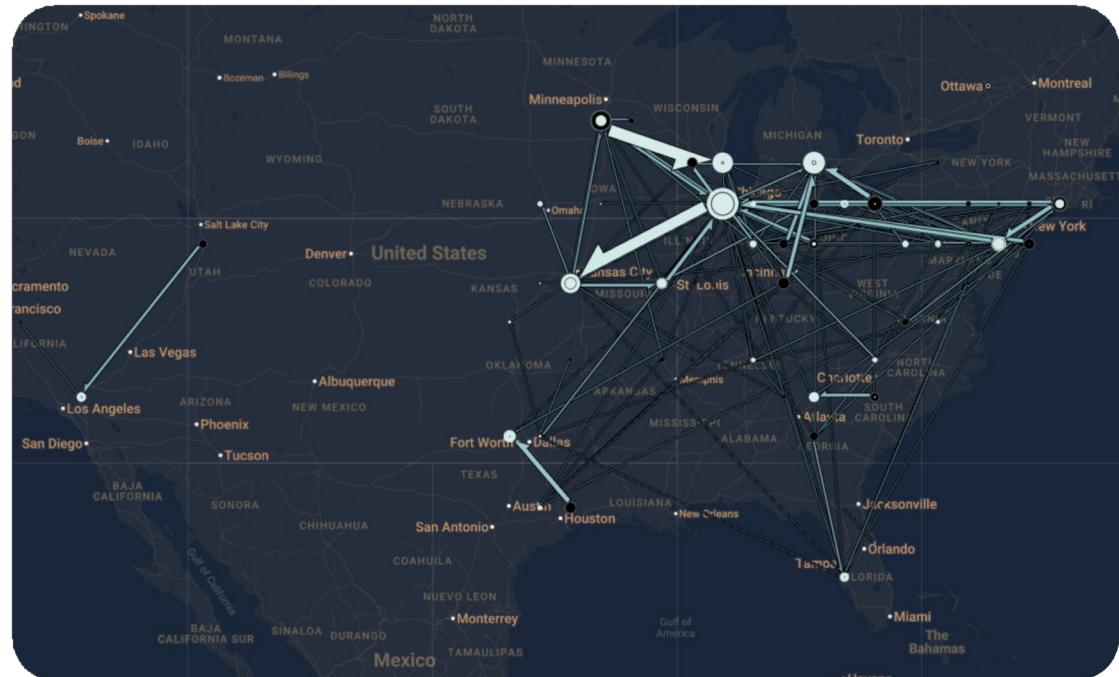 Spokane
NORTH
DAKOTA
MONTANA
MINNESOTA
Bozeman
Billings
Ottawa
Montreal
Minneapolis
SOUTH
DAKOTA
WISCONSIN
VERMONT
Boise
IDAHO
MICHIGAN
Toronto
NEW
HAMPSHIRE
WYOMING
NEW YORK
NEBRASKA
RI
Salt Lake City
NEVADA
United States
Denver
UTAH
COLORADO
KANSAS
MISSOURI
St. Louis
WEST
VIRGINIA
DE
KENTUCKY
Las Vegas
OKLAHOMA
TENNESSEE
NORTH
CAROLINA
Albuquerque
Memphis
Charlotte
ARKANSAS
Los Angeles
ARIZONA
NEW MEXICO
SOUTH
CAROLINA
Phoenix
Atlanta
San Diego
Fort Worth
Dallas
MISSISSIPPI
ALABAMA
GEORGIA
Tucson
TEXAS
BAJA
CALIFORNIA
SONORA
Austin
LOUISIANA
Jacksonville
CHIHUAHUA
San Antonio
Houston
New Orleans
Orlando
COAHUILA
Tampa
FLORIDA
Gulf of California
NUEVO LEON
Monterrey
Gulf of
America
Miami
BAJA
CALIFORNIA SUR
SINALOA
DURANGO
The
Bahamas
TAMAULIPAS
Mexico